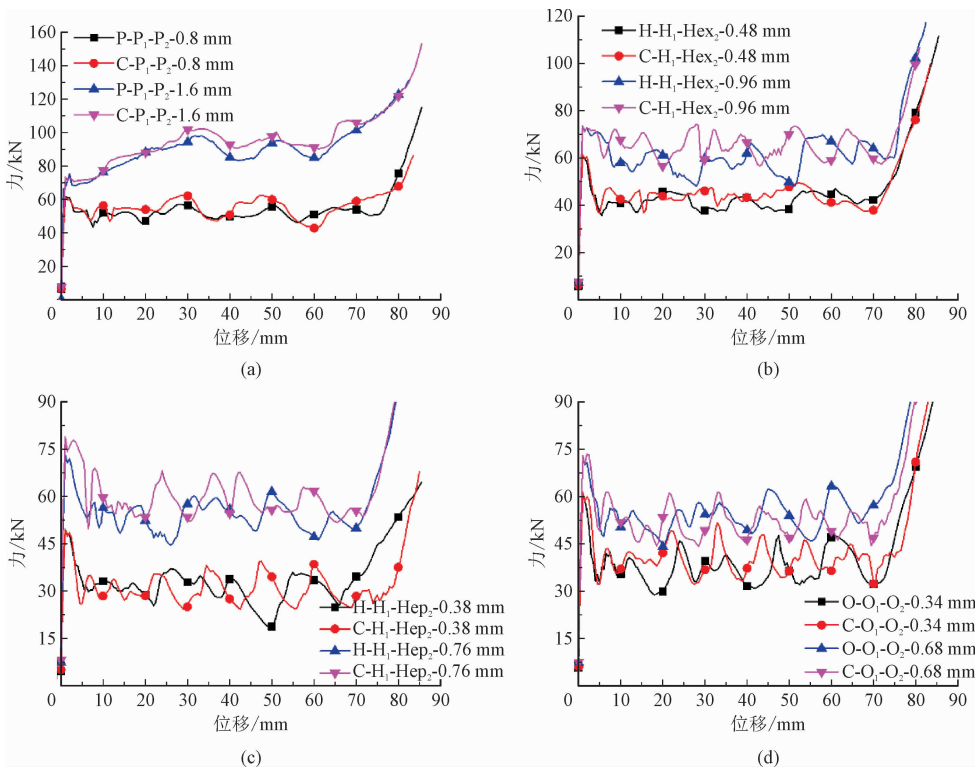 160
140
120
100
80
60
40
20
0
力/kN
P-P₁-P₂-0.8 mm
C-P₁-P₂-0.8 mm
P-P₁-P₂-1.6 mm
C-P₁-P₂-1.6 mm
10 20 30 40 50 60 70 80 90
位移/mm
(a)
120
100
80
60
40
20
0
力/kN
H-H₁-Hex₂-0.48 mm
C-H₁-Hex₂-0.48 mm
H-H₁-Hex₂-0.96 mm
C-H₁-Hex₂-0.96 mm
10 20 30 40 50 60 70 80 90
位移/mm
(b)
90
75
60
45
30
15
0
力/kN
H-H₁-Hep₂-0.38 mm
C-H₁-Hep₂-0.38 mm
H-H₁-Hep₂-0.76 mm
C-H₁-Hep₂-0.76 mm
10 20 30 40 50 60 70 80 90
位移/mm
(c)
90
75
60
45
30
15
0
力/kN
O-O₁-O₂-0.34 mm
C-O₁-O₂-0.34 mm
O-O₁-O₂-0.68 mm
C-O₁-O₂-0.68 mm
10 20 30 40 50 60 70 80 90
位移/mm
(d)